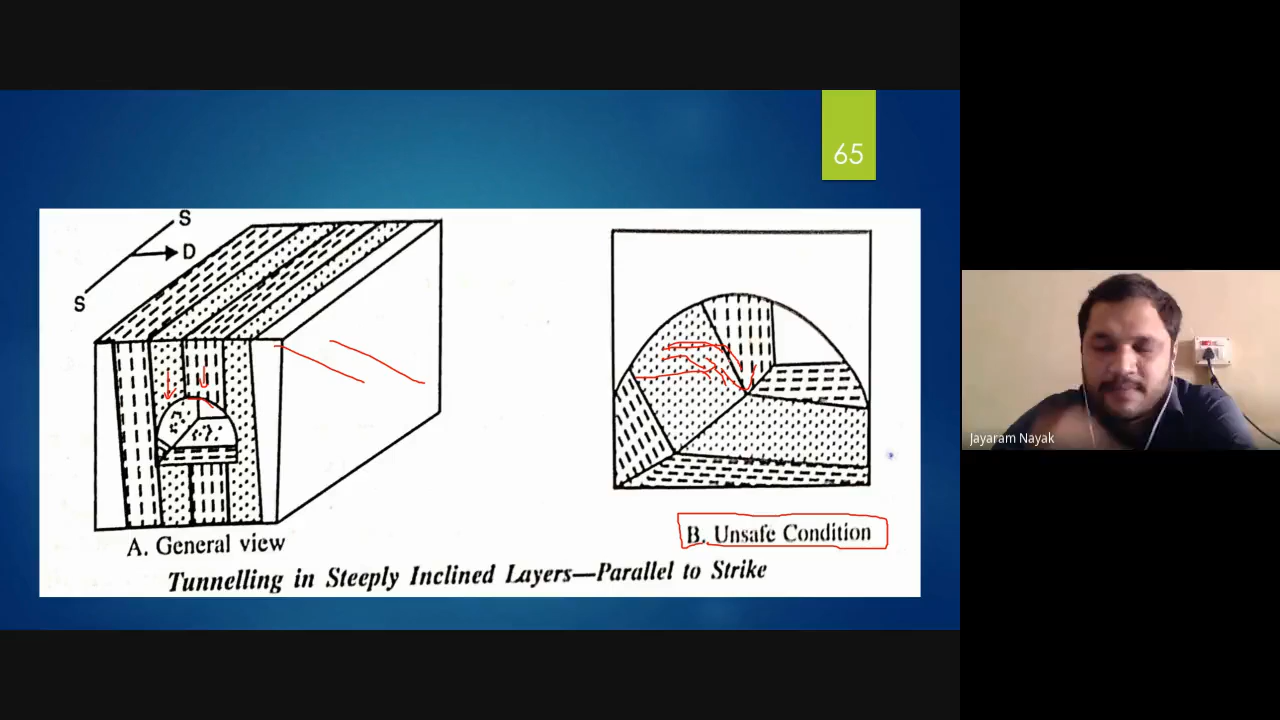 65
S
D
S
A. General view
B. Unsafe Condition
Tunnelling in Steeply Inclined Layers—Parallel to Strike
Jayaram Nayak